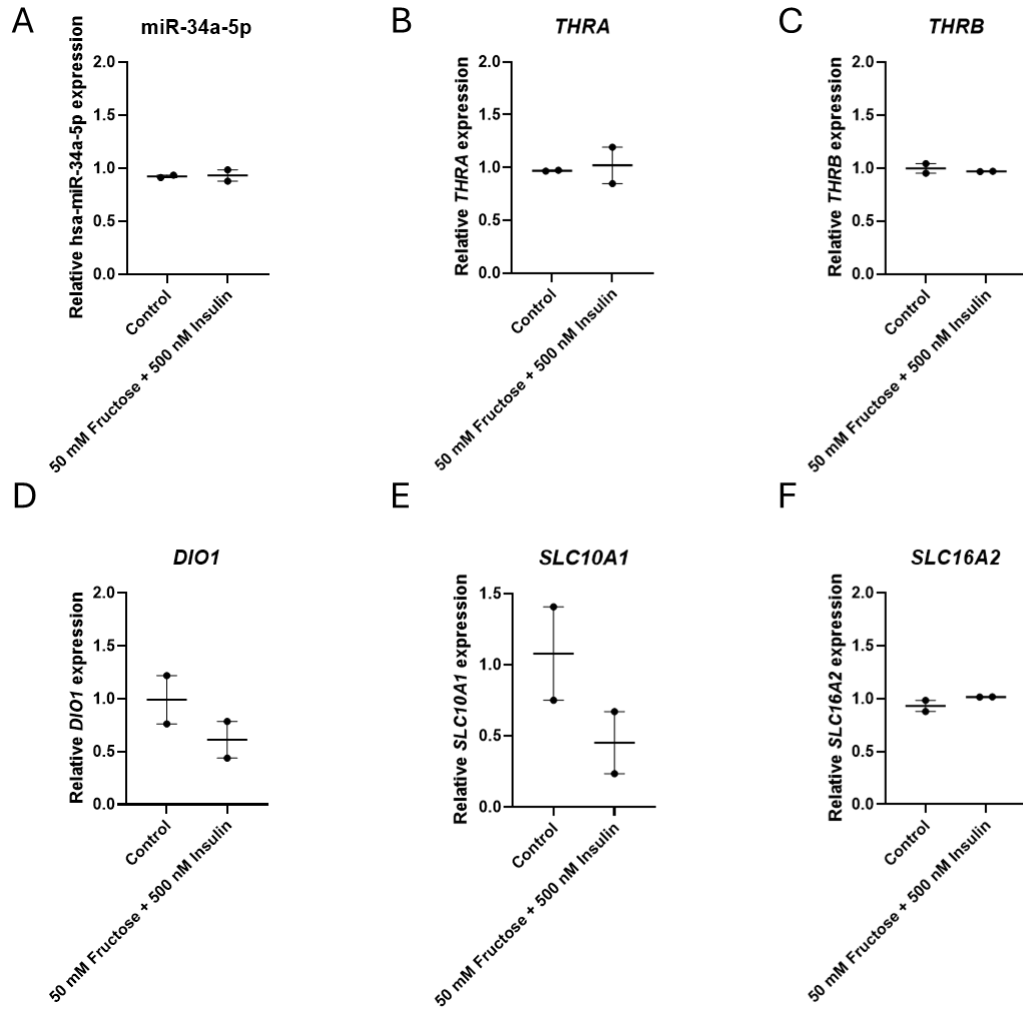 A
miR-34a-5p
Relative hsa-miR-34a-5p expression
2.0
1.5
1.0
0.5
0.0
Control
50 mM Fructose + 500 nM Insulin
B
THRA
Relative THRA expression
2.0
1.5
1.0
0.5
0.0
Control
50 mM Fructose + 500 nM Insulin
C
THRB
Relative THRB expression
2.0
1.5
1.0
0.5
0.0
Control
50 mM Fructose + 500 nM Insulin
D
DIO1
Relative DIO1 expression
2.0
1.5
1.0
0.5
0.0
Control
50 mM Fructose + 500 nM Insulin
E
SLC10A1
Relative SLC10A1 expression
1.5
1.0
0.5
0.0
Control
50 mM Fructose + 500 nM Insulin
F
SLC16A2
Relative SLC16A2 expression
2.0
1.5
1.0
0.5
0.0
Control
50 mM Fructose + 500 nM Insulin